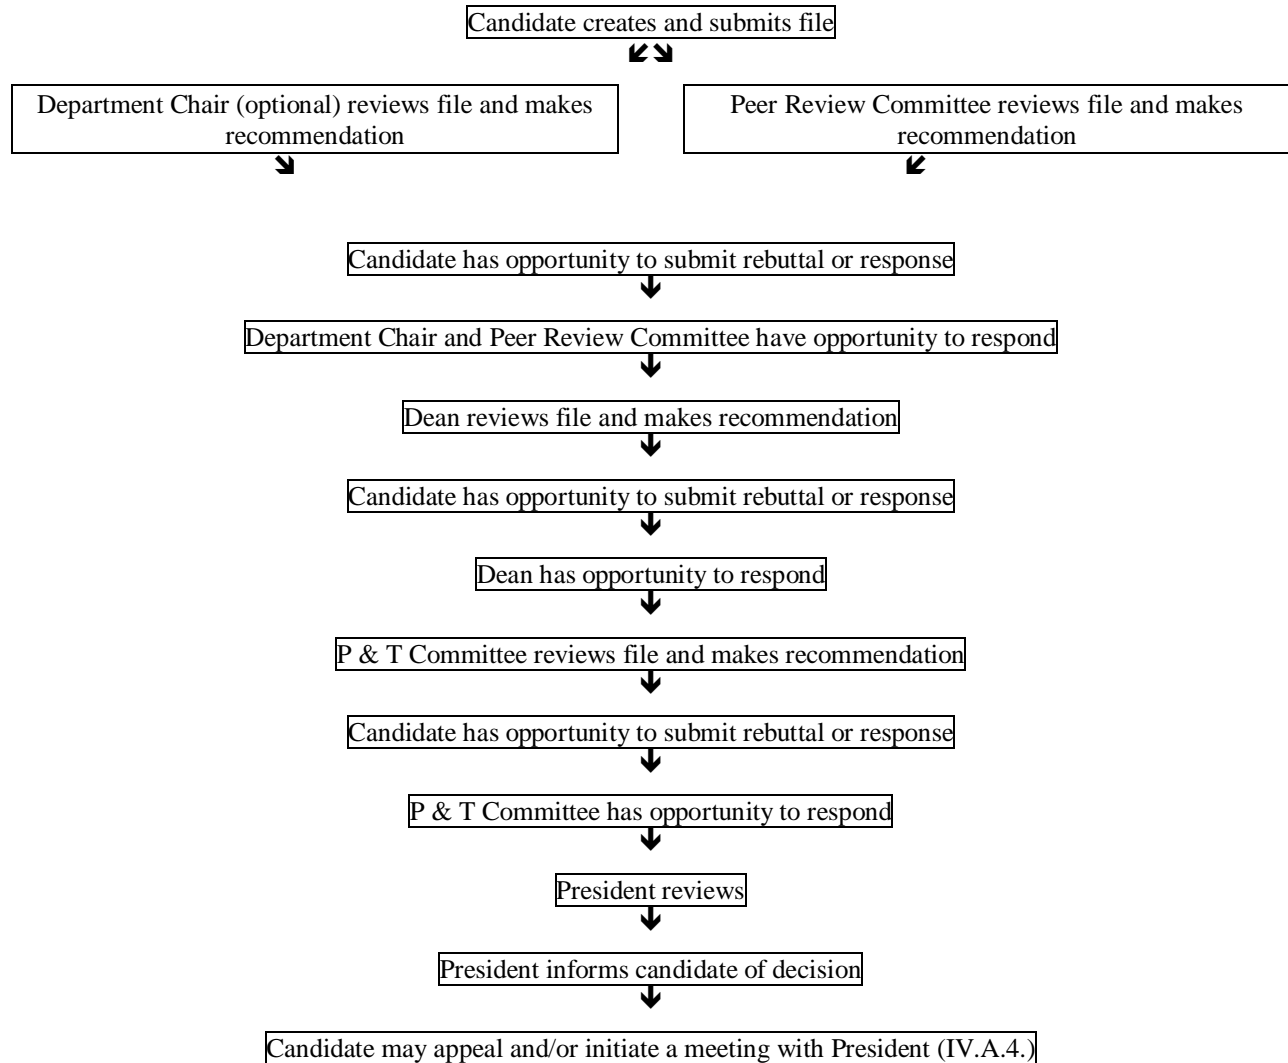 Candidate creates and submits file
Department Chair (optional) reviews file and makes
recommendation
Peer Review Committee reviews file and makes
recommendation
Candidate has opportunity to submit rebuttal or response
Department Chair and Peer Review Committee have opportunity to respond
Dean reviews file and makes recommendation
Candidate has opportunity to submit rebuttal or response
Dean has opportunity to respond
P & T Committee reviews file and makes recommendation
Candidate has opportunity to submit rebuttal or response
P & T Committee has opportunity to respond
President reviews
President informs candidate of decision
Candidate may appeal and/or initiate a meeting with President (IV.A.4.)